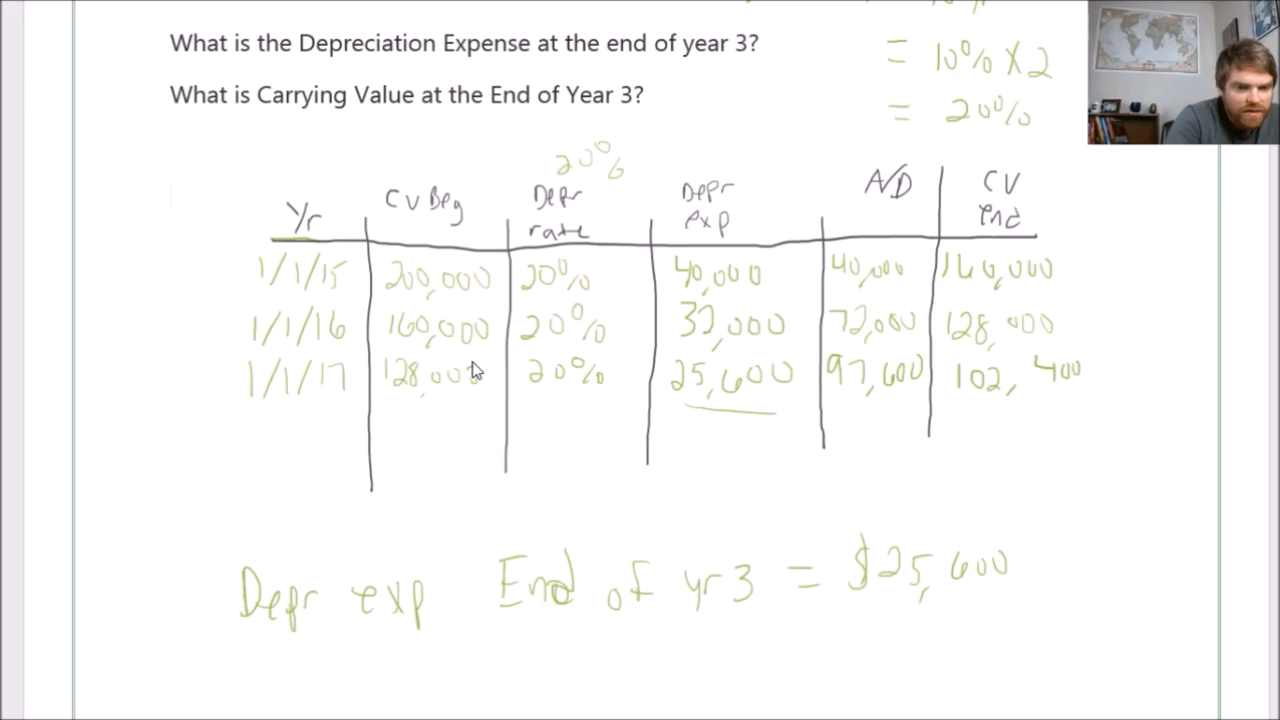 What is the Depreciation Expense at the end of year 3?
= 10% X 2
What is Carrying Value at the End of Year 3?
= 20%
20%
Yr CV Beg Depr rate Depr exp A/D CV end
1/1/15 200,000 20% 40,000 40,000 160,000
1/1/16 160,000 20% 32,000 72,000 128,000
1/1/17 128,000 20% 25,600 97,600 102,400
Depr exp End of yr 3 = $25,600